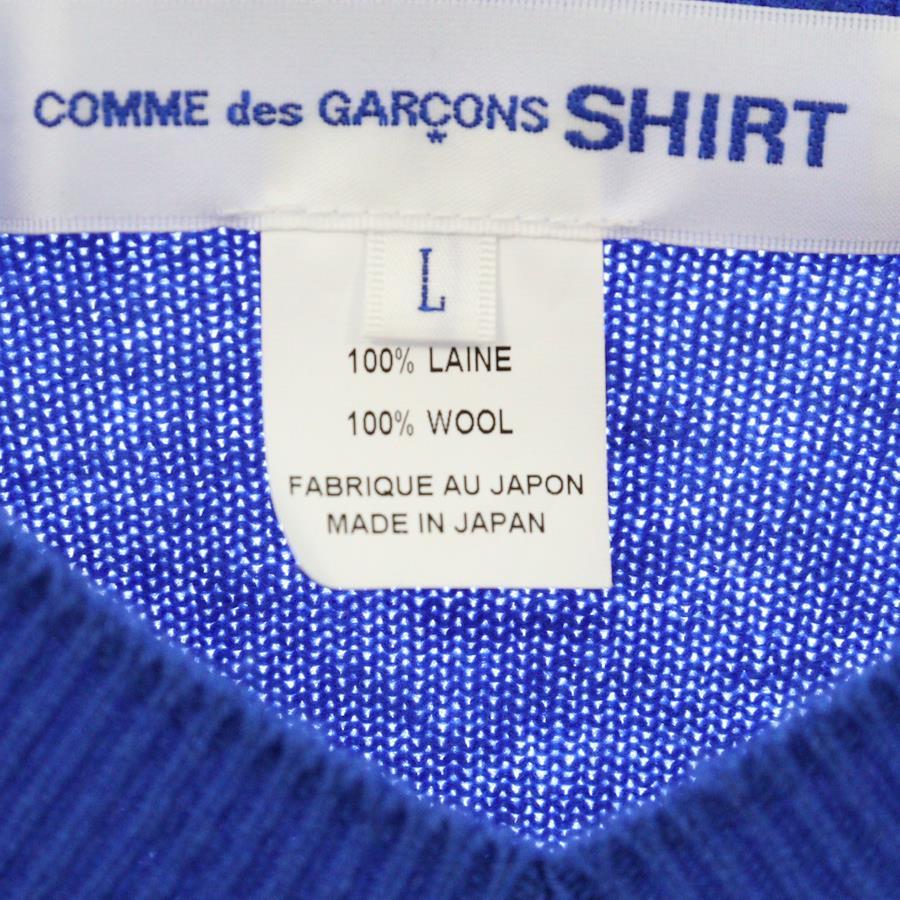 COMME des GARÇONS SHIRT
L
100% LAINE
100% WOOL
FABRIQUE AU JAPON
MADE IN JAPAN